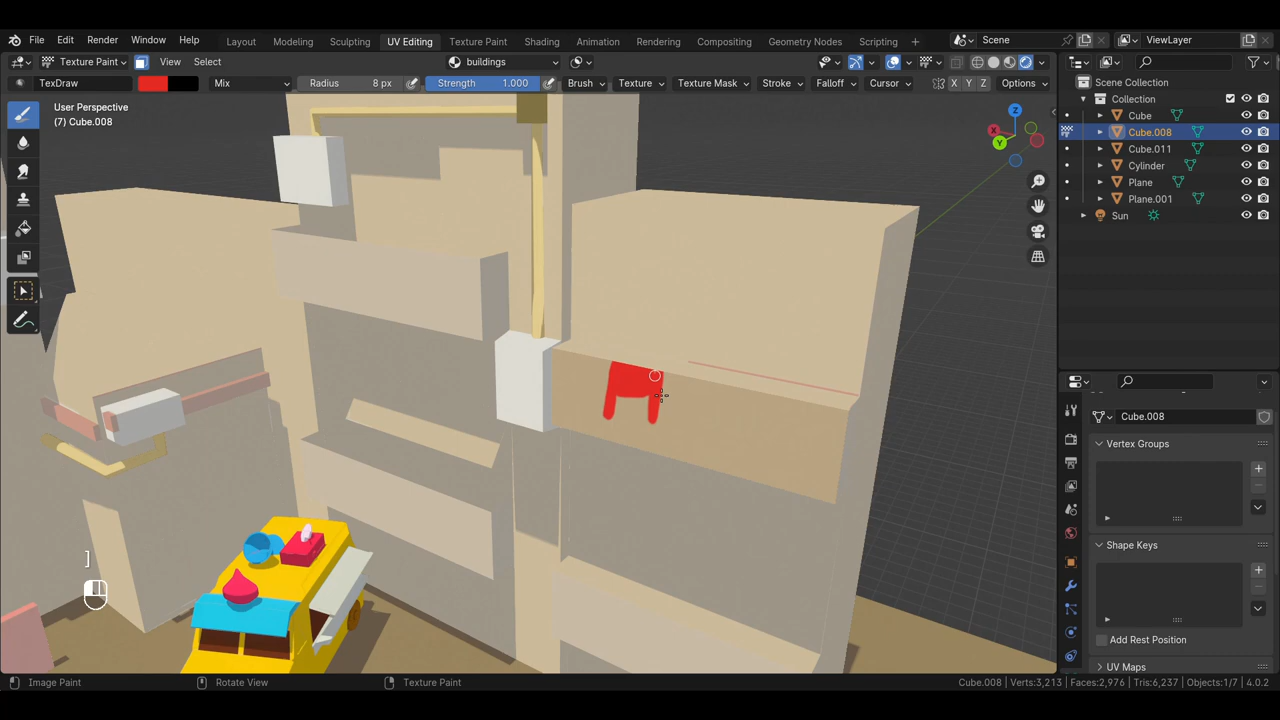 File Edit Render Window Help Layout Modeling Sculpting UV Editing Texture Paint Shading Animation Rendering Compositing Geometry Nodes Scripting + Scene ViewLayer
Texture Paint View Select buildings
TexDraw Mix Radius 8 px Strength 1.000 Brush Texture Texture Mask Stroke Falloff Cursor X Y Z Options
User Perspective
(7) Cube.008
Z
X
Y
]
Scene Collection
Collection
Cube
Cube.008
Cube.011
Cylinder
Plane
Plane.001
Sun
Cube.008
Vertex Groups
Shape Keys
Add Rest Position
UV Maps
Image Paint Rotate View Texture Paint Cube.008 | Verts:3,213 | Faces:2,976 | Tris:6,237 | Objects:1/7 | 4.0.2